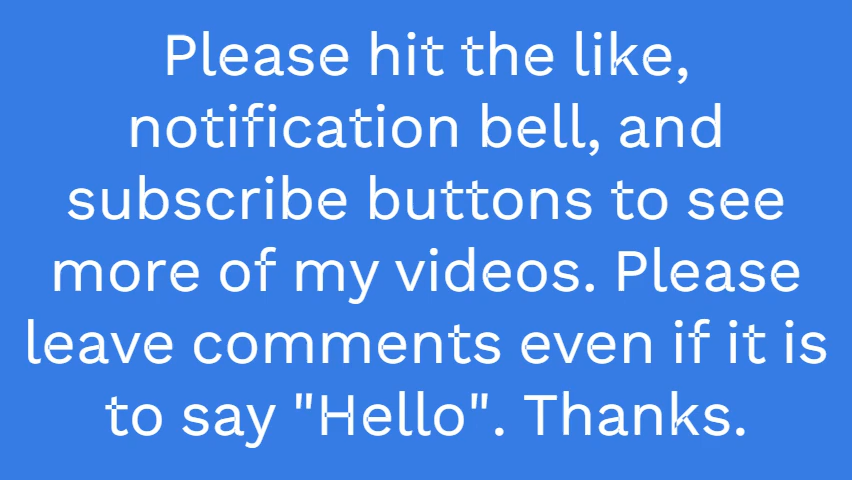 Please hit the like,
notification bell, and
subscribe buttons to see
more of my videos. Please
leave comments even if it is
to say "Hello". Thanks.